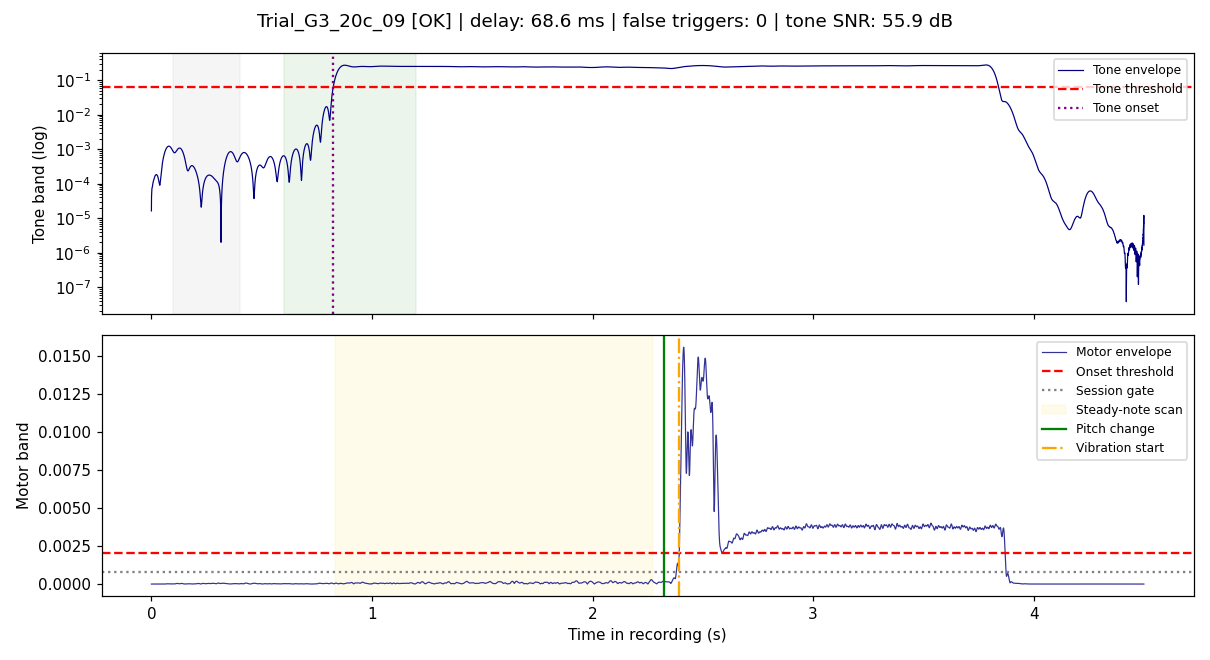 Trial_G3_20c_09 [OK] | delay: 68.6 ms | false triggers: 0 | tone SNR: 55.9 dB
Tone band (log)
10⁻¹
10⁻²
10⁻³
10⁻⁴
10⁻⁵
10⁻⁶
10⁻⁷
Tone envelope
Tone threshold
Tone onset
Motor band
0.0150
0.0125
0.0100
0.0075
0.0050
0.0025
0.0000
Motor envelope
Onset threshold
Session gate
Steady-note scan
Pitch change
Vibration start
0 1 2 3 4
Time in recording (s)